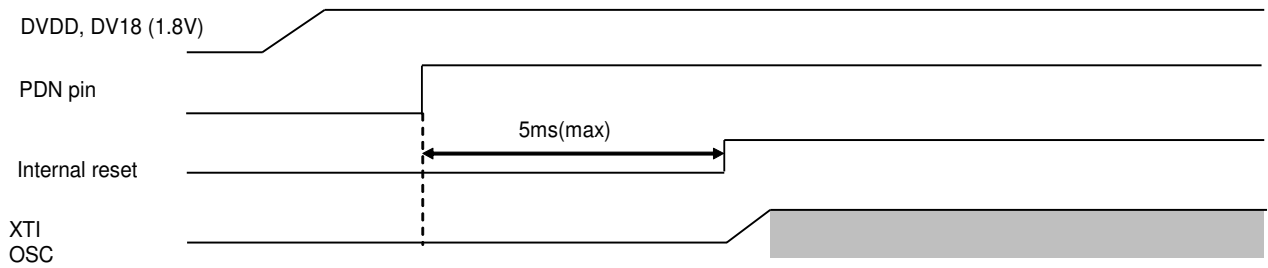 DVDD, DV18 (1.8V)
PDN pin
5ms(max)
Internal reset
XTI
OSC